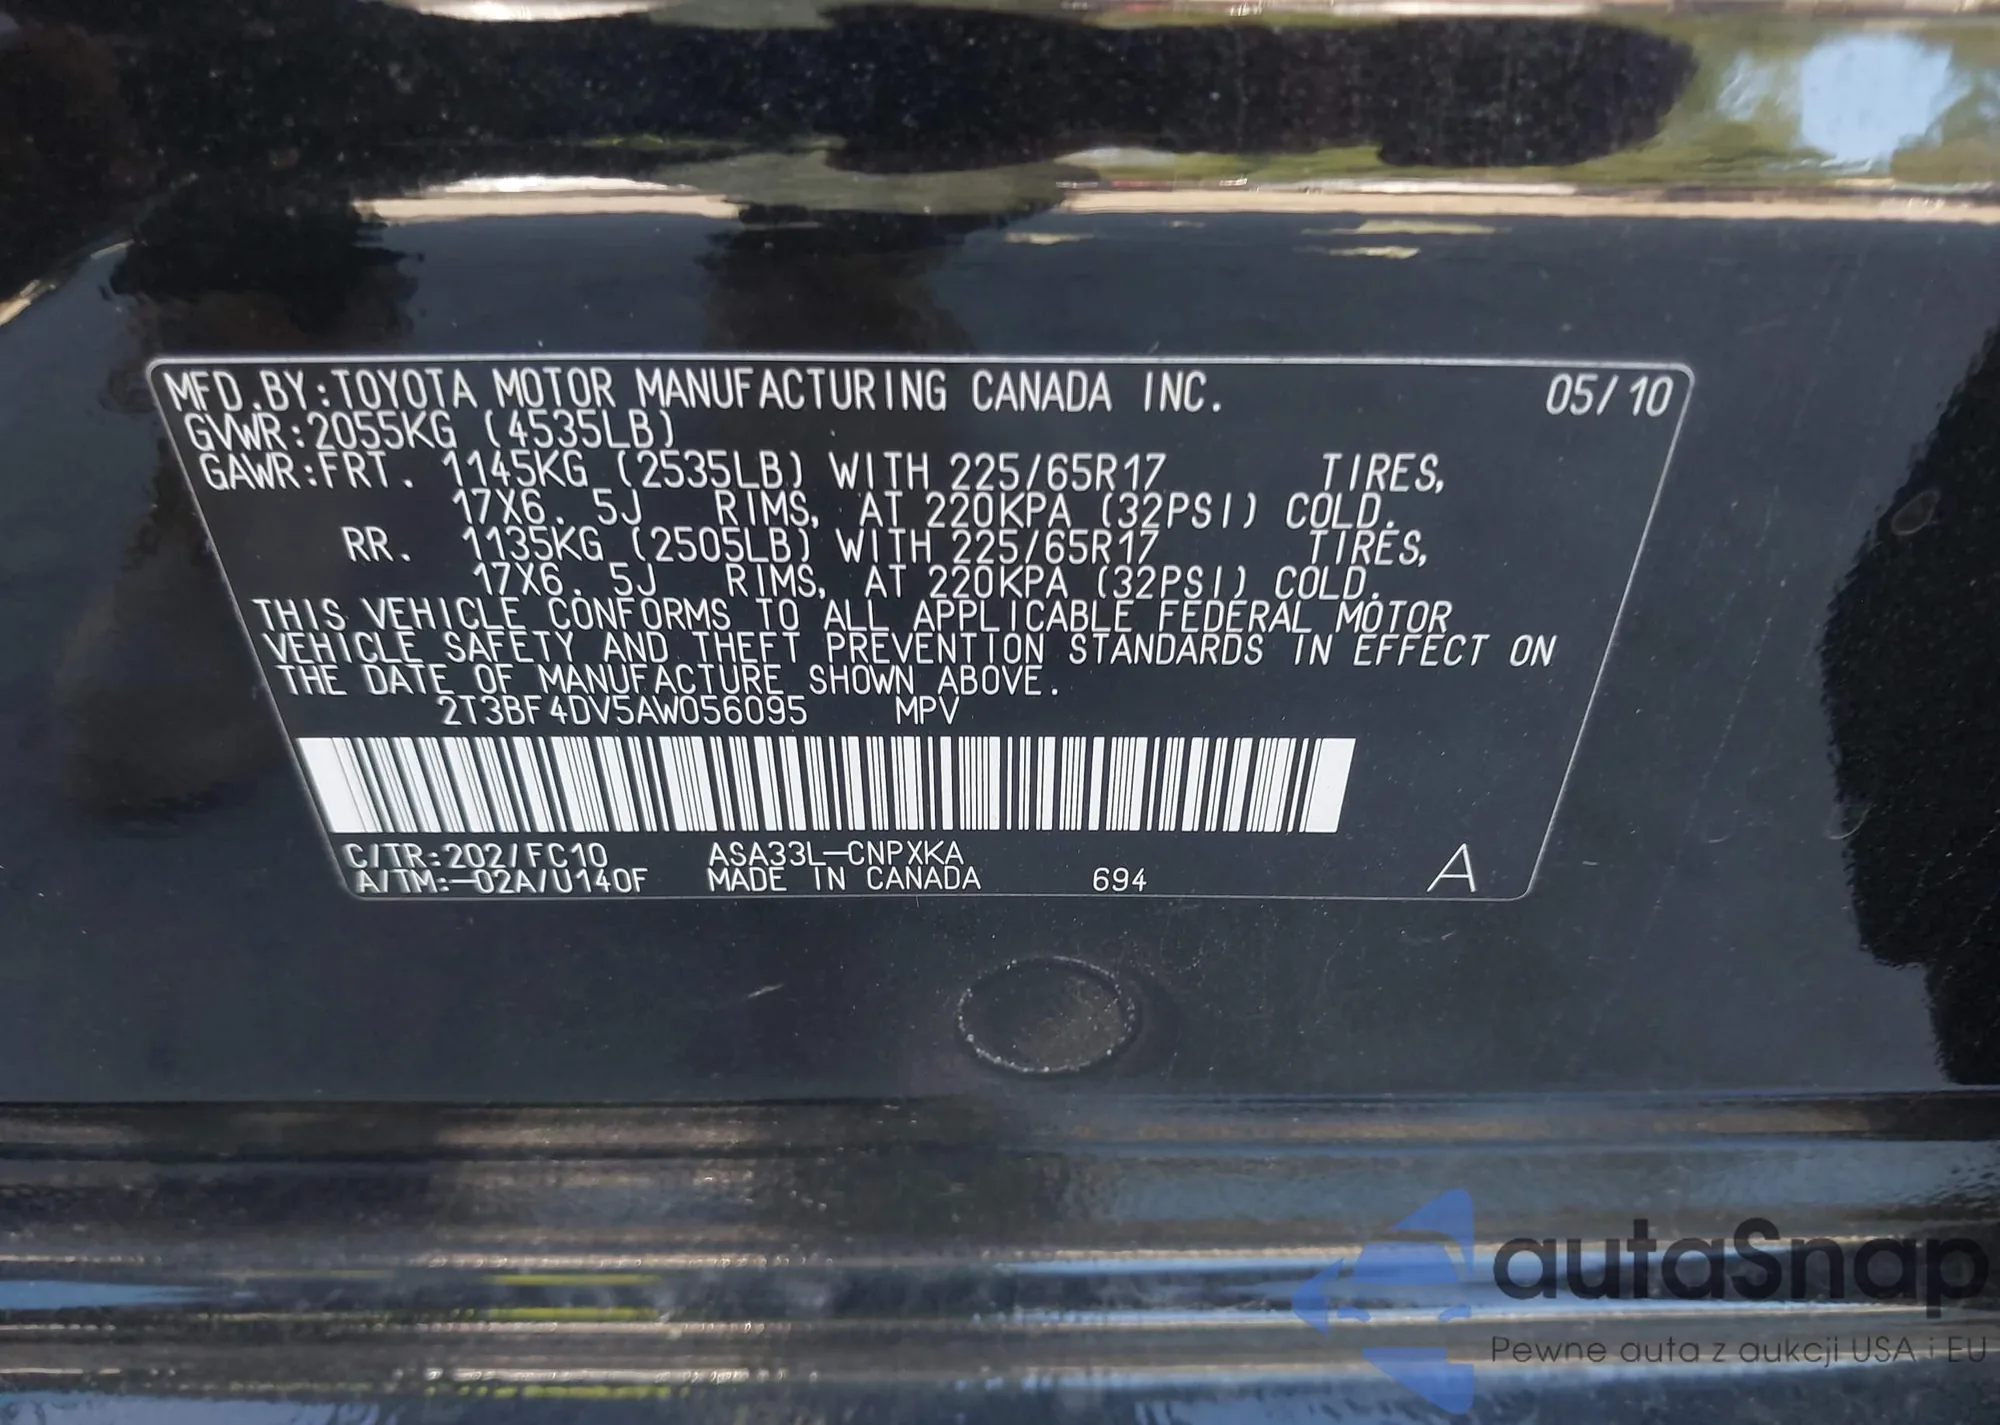 MFD.BY:TOYOTA MOTOR MANUFACTURING CANADA INC. 05/10
GVWR:2055KG (4535LB)
GAWR:FRT. 1145KG (2535LB) WITH 225/65R17 TIRES,
17X6.5J RIMS, AT 220KPA (32PSI) COLD.
RR. 1135KG (2505LB) WITH 225/65R17 TIRES,
17X6.5J RIMS, AT 220KPA (32PSI) COLD.
THIS VEHICLE CONFORMS TO ALL APPLICABLE FEDERAL MOTOR
VEHICLE SAFETY AND THEFT PREVENTION STANDARDS IN EFFECT ON
THE DATE OF MANUFACTURE SHOWN ABOVE.
2T3BF4DV5AW056095 MPV
C/TR:202/FC10 ASA33L-CNPXKA
A/TM:-02A/U140F MADE IN CANADA 694 A
autaSnap
Pewne auta z aukcji USA i EU